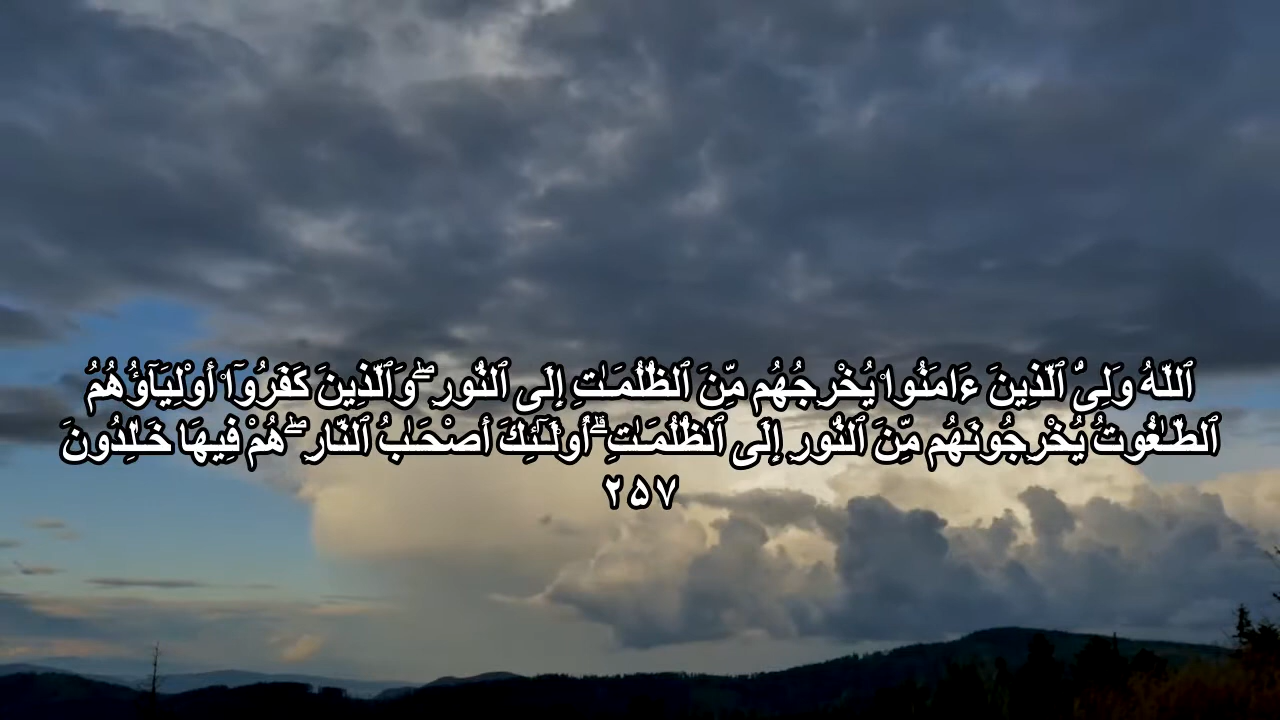 ٱللَّهُ وَلِىُّ ٱلَّذِينَ ءَامَنُوا۟ يُخْرِجُهُم مِّنَ ٱلظُّلُمَـٰتِ إِلَى ٱلنُّورِ ۖ وَٱلَّذِينَ كَفَرُوٓا۟ أَوْلِيَآؤُهُمُ
ٱلطَّـٰغُوتُ يُخْرِجُونَهُم مِّنَ ٱلنُّورِ إِلَى ٱلظُّلُمَـٰتِ ۗ أُو۟لَـٰٓئِكَ أَصْحَـٰبُ ٱلنَّارِ ۖ هُمْ فِيهَا خَـٰلِدُونَ
٢٥٧